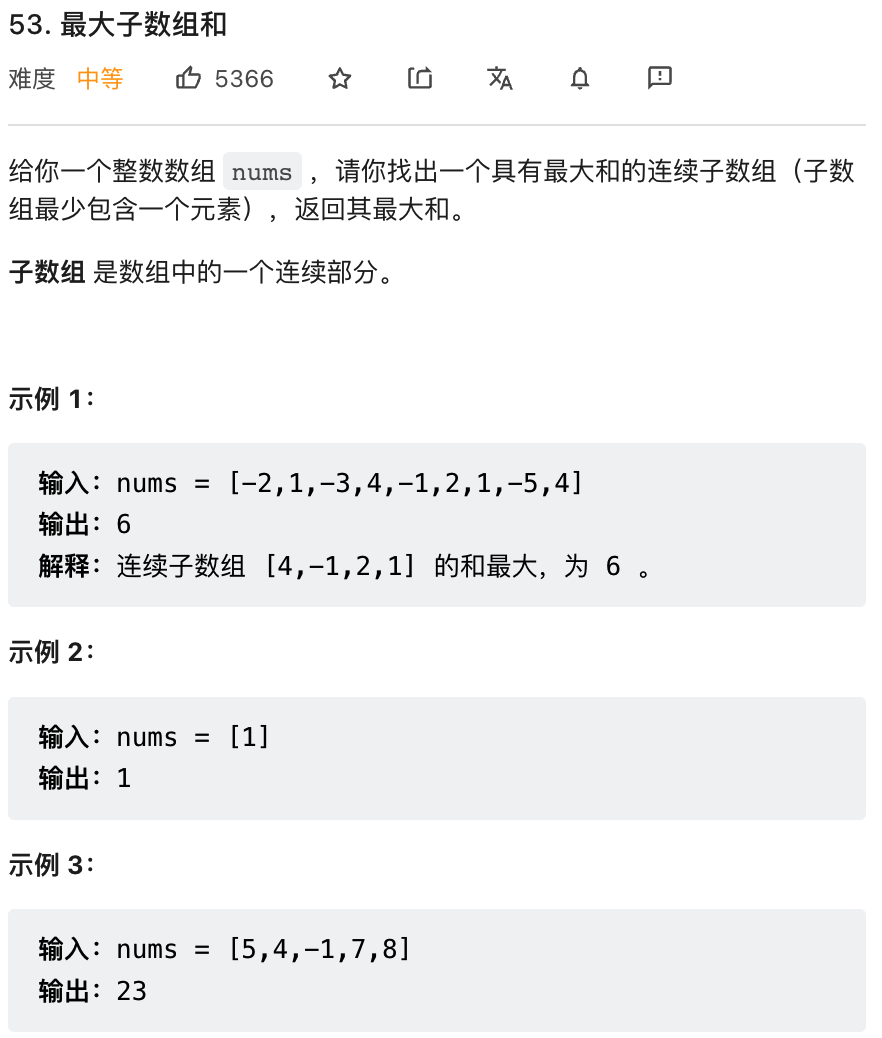 53. 最大子数组和
难度 中等 5366
给你一个整数数组 nums ，请你找出一个具有最大和的连续子数组（子数
组最少包含一个元素），返回其最大和。
子数组 是数组中的一个连续部分。
示例 1：
输入：nums = [-2,1,-3,4,-1,2,1,-5,4]
输出：6
解释：连续子数组 [4,-1,2,1] 的和最大，为 6 。
示例 2：
输入：nums = [1]
输出：1
示例 3：
输入：nums = [5,4,-1,7,8]
输出：23